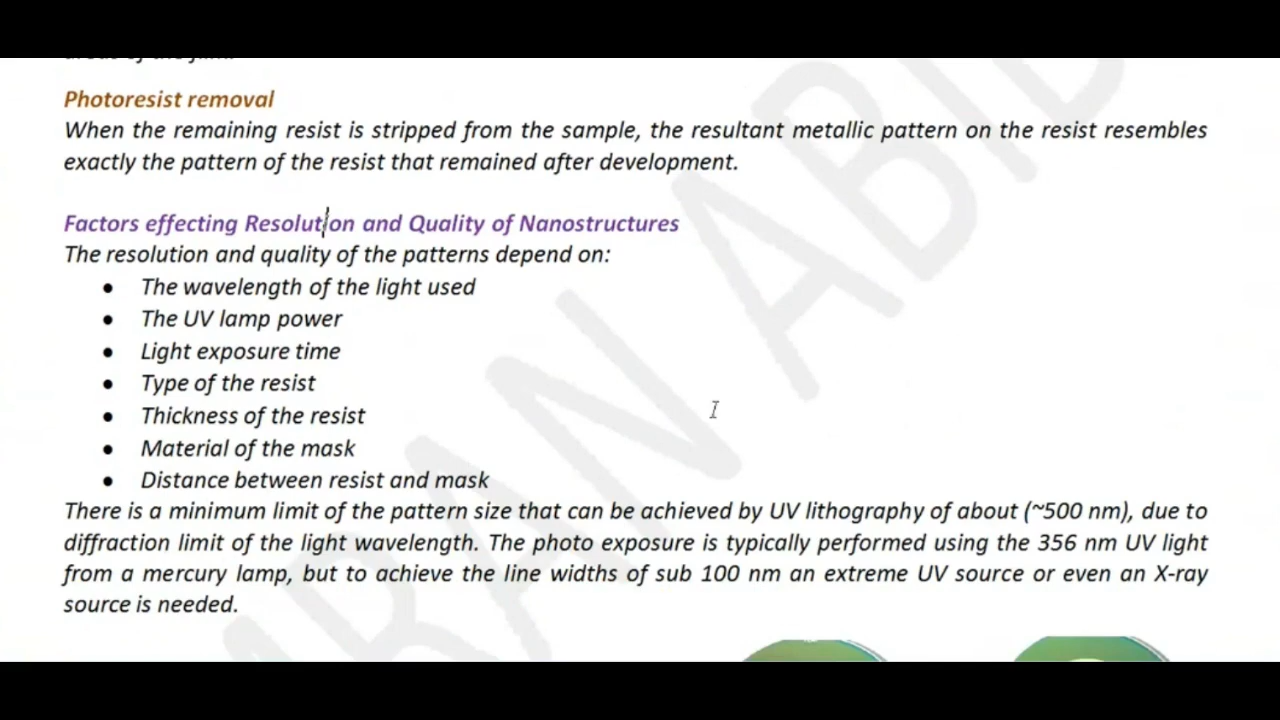 Photoresist removal
When the remaining resist is stripped from the sample, the resultant metallic pattern on the resist resembles
exactly the pattern of the resist that remained after development.
Factors effecting Resolution and Quality of Nanostructures
The resolution and quality of the patterns depend on:
• The wavelength of the light used
• The UV lamp power
• Light exposure time
• Type of the resist
• Thickness of the resist
• Material of the mask
• Distance between resist and mask
There is a minimum limit of the pattern size that can be achieved by UV lithography of about (~500 nm), due to
diffraction limit of the light wavelength. The photo exposure is typically performed using the 356 nm UV light
from a mercury lamp, but to achieve the line widths of sub 100 nm an extreme UV source or even an X-ray
source is needed.